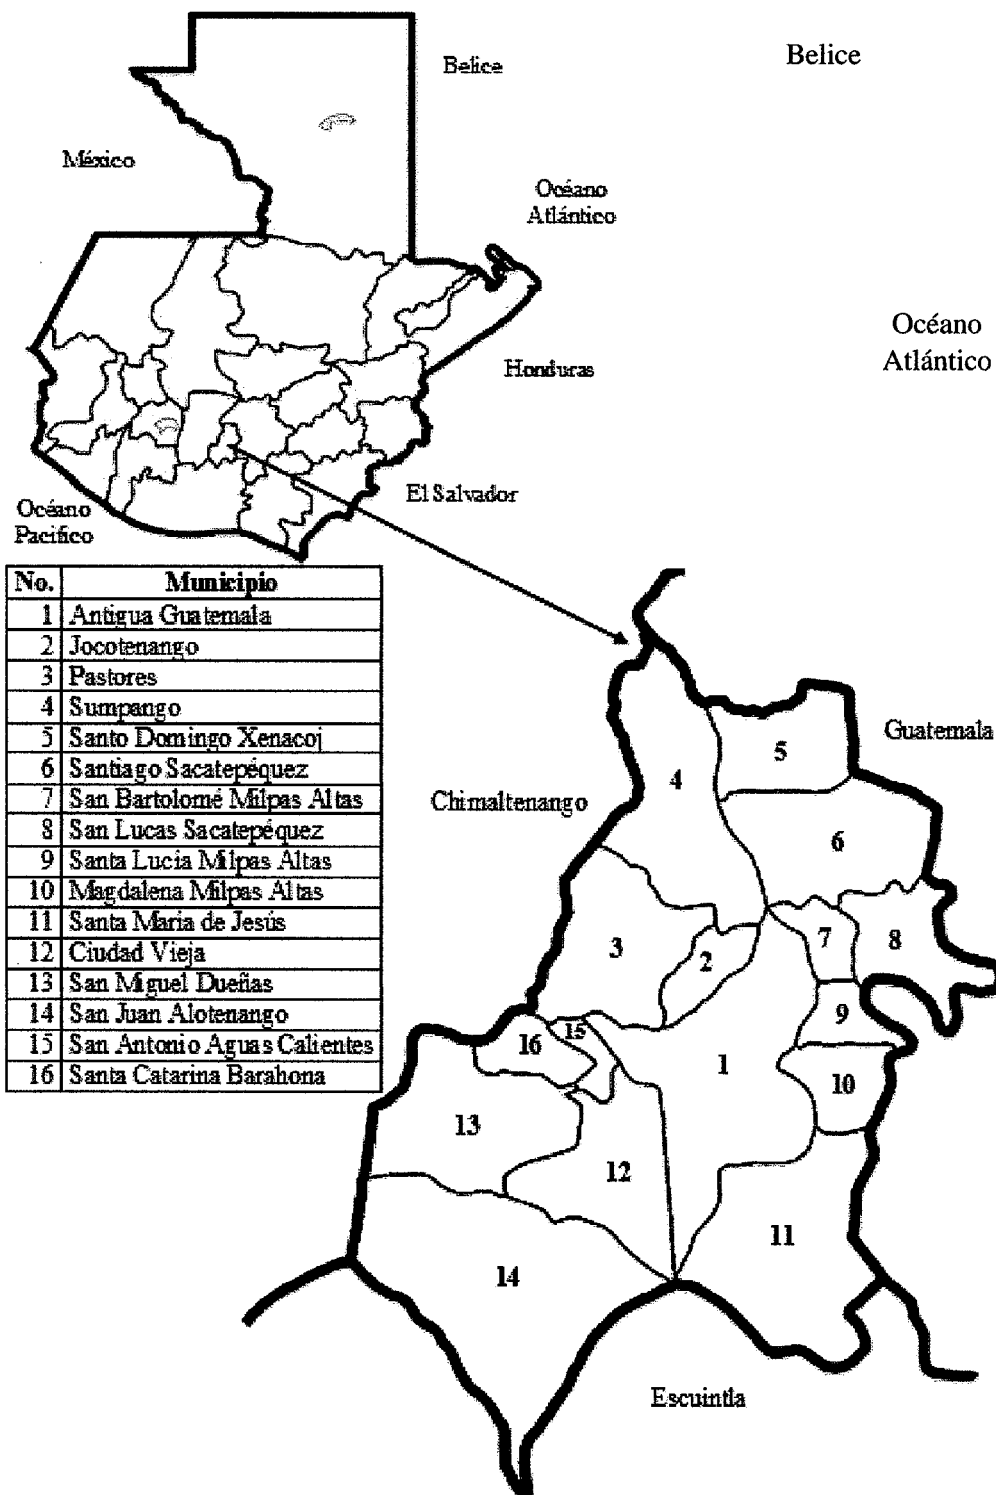 Belice
Belice
México
Océano
Atlántico
Océano
Atlántico
Honduras
El Salvador
Océano
Pacifico
No. Municipio
1 Antigua Guatemala
2 Jocotenango
3 Pastores
4 Sumpango
5 Santo Domingo Xenacoj
6 Santiago Sacatepéquez
7 San Bartolomé Milpas Altas
8 San Lucas Sacatepéquez
9 Santa Lucia Milpas Altas
10 Magdalena Milpas Altas
11 Santa Maria de Jesús
12 Ciudad Vieja
13 San Miguel Dueñas
14 San Juan Alotenango
15 San Antonio Aguas Calientes
16 Santa Catarina Barahona
Guatemala
5
4
Chimaltenango
6
7
8
3
2
9
15
16
1
10
13
12
11
14
Escuintla